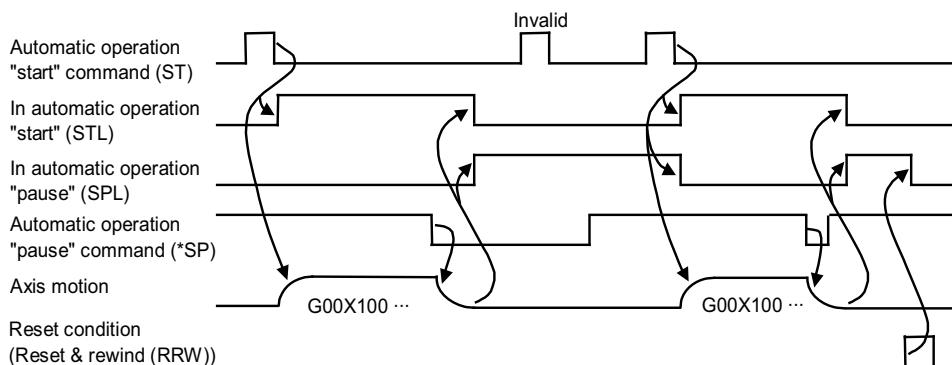 Invalid
Automatic operation
"start" command (ST)
In automatic operation
"start" (STL)
In automatic operation
"pause" (SPL)
Automatic operation
"pause" command (*SP)
Axis motion
G00X100 ···
G00X100 ···
Reset condition
(Reset & rewind (RRW))